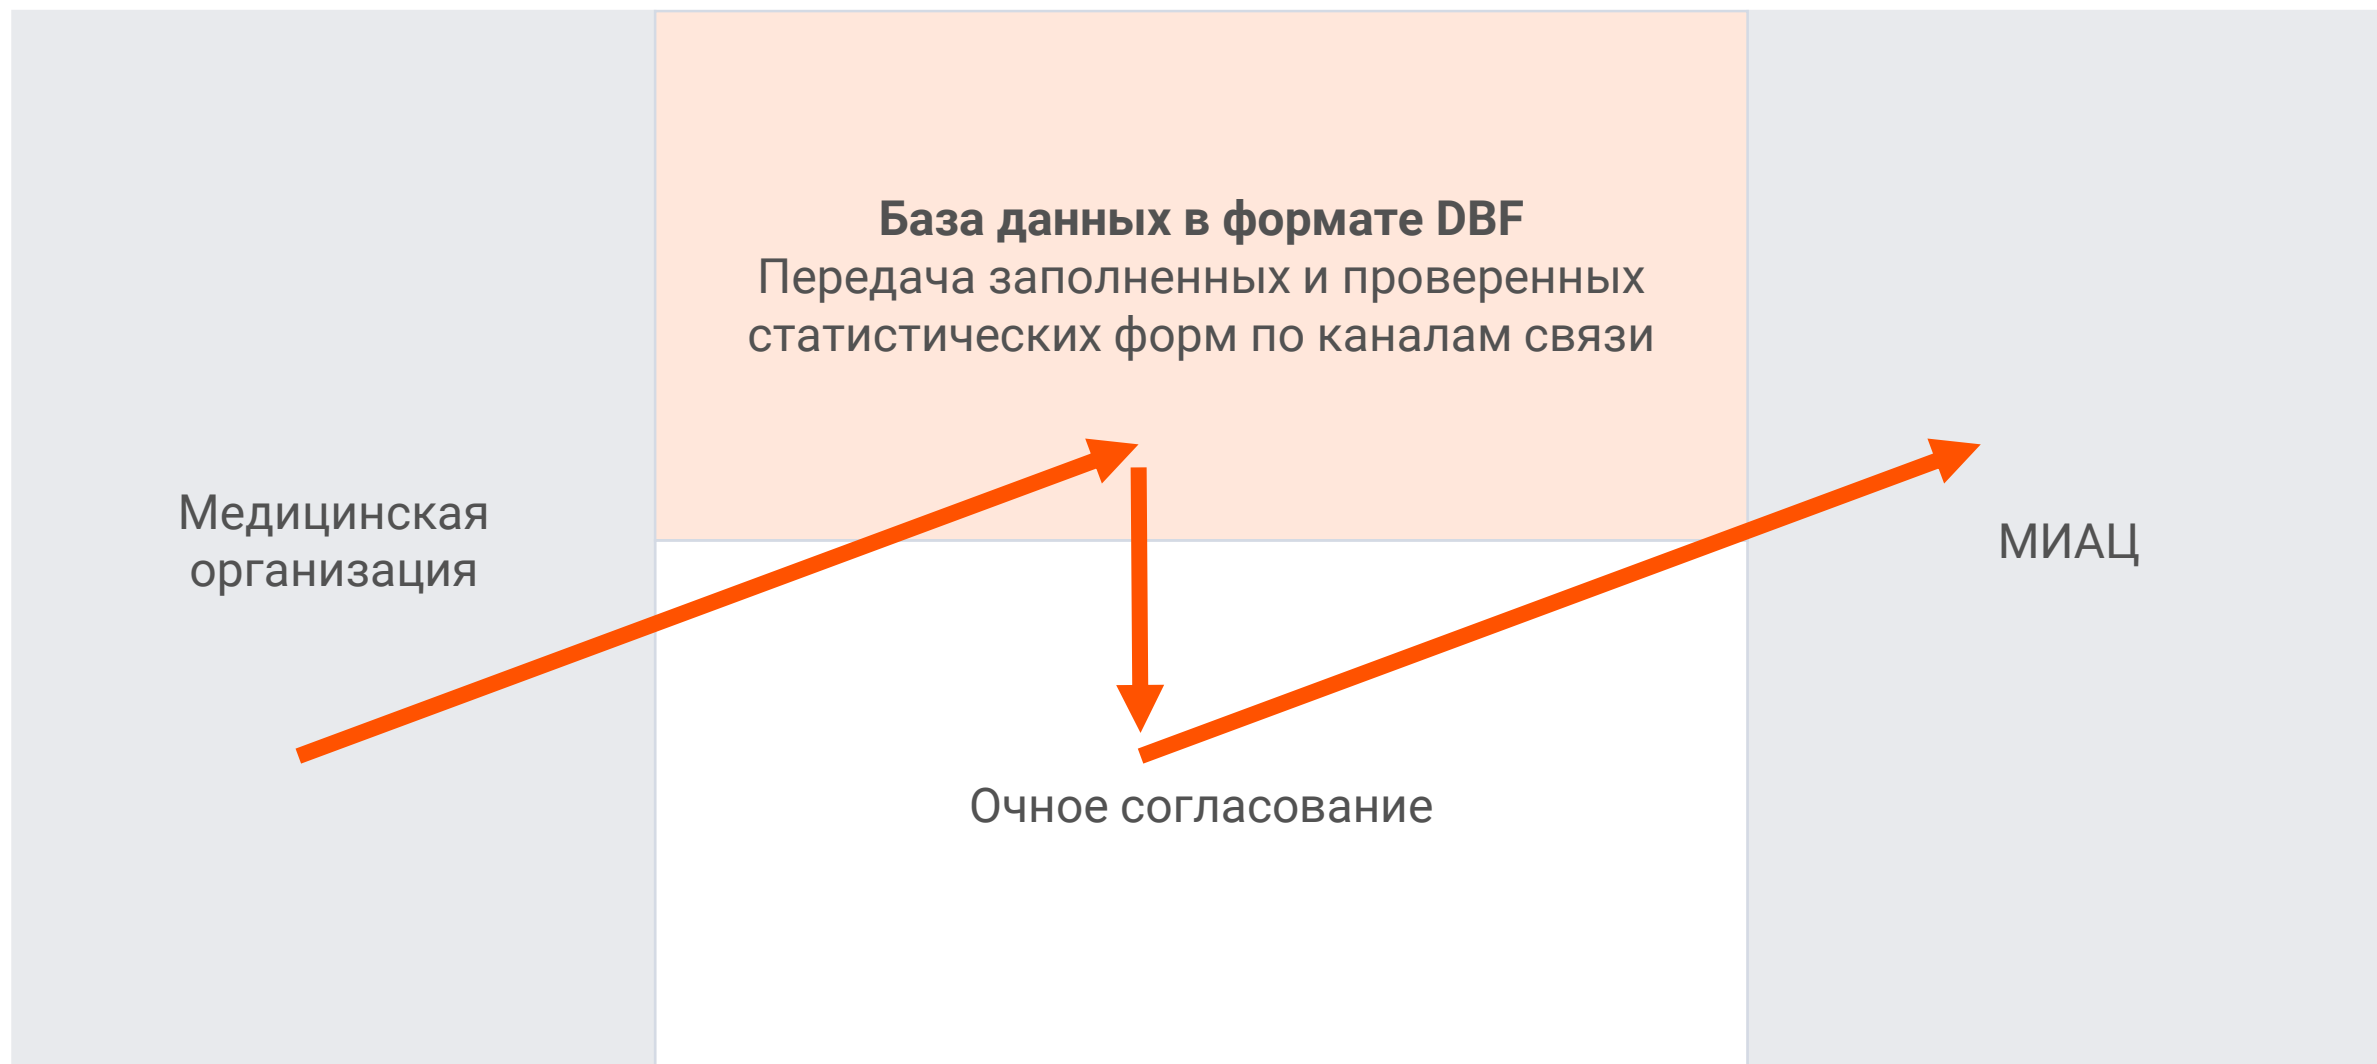 База данных в формате DBF
Передача заполненных и проверенных
статистических форм по каналам связи
Медицинская
организация
МИАЦ
Очное согласование